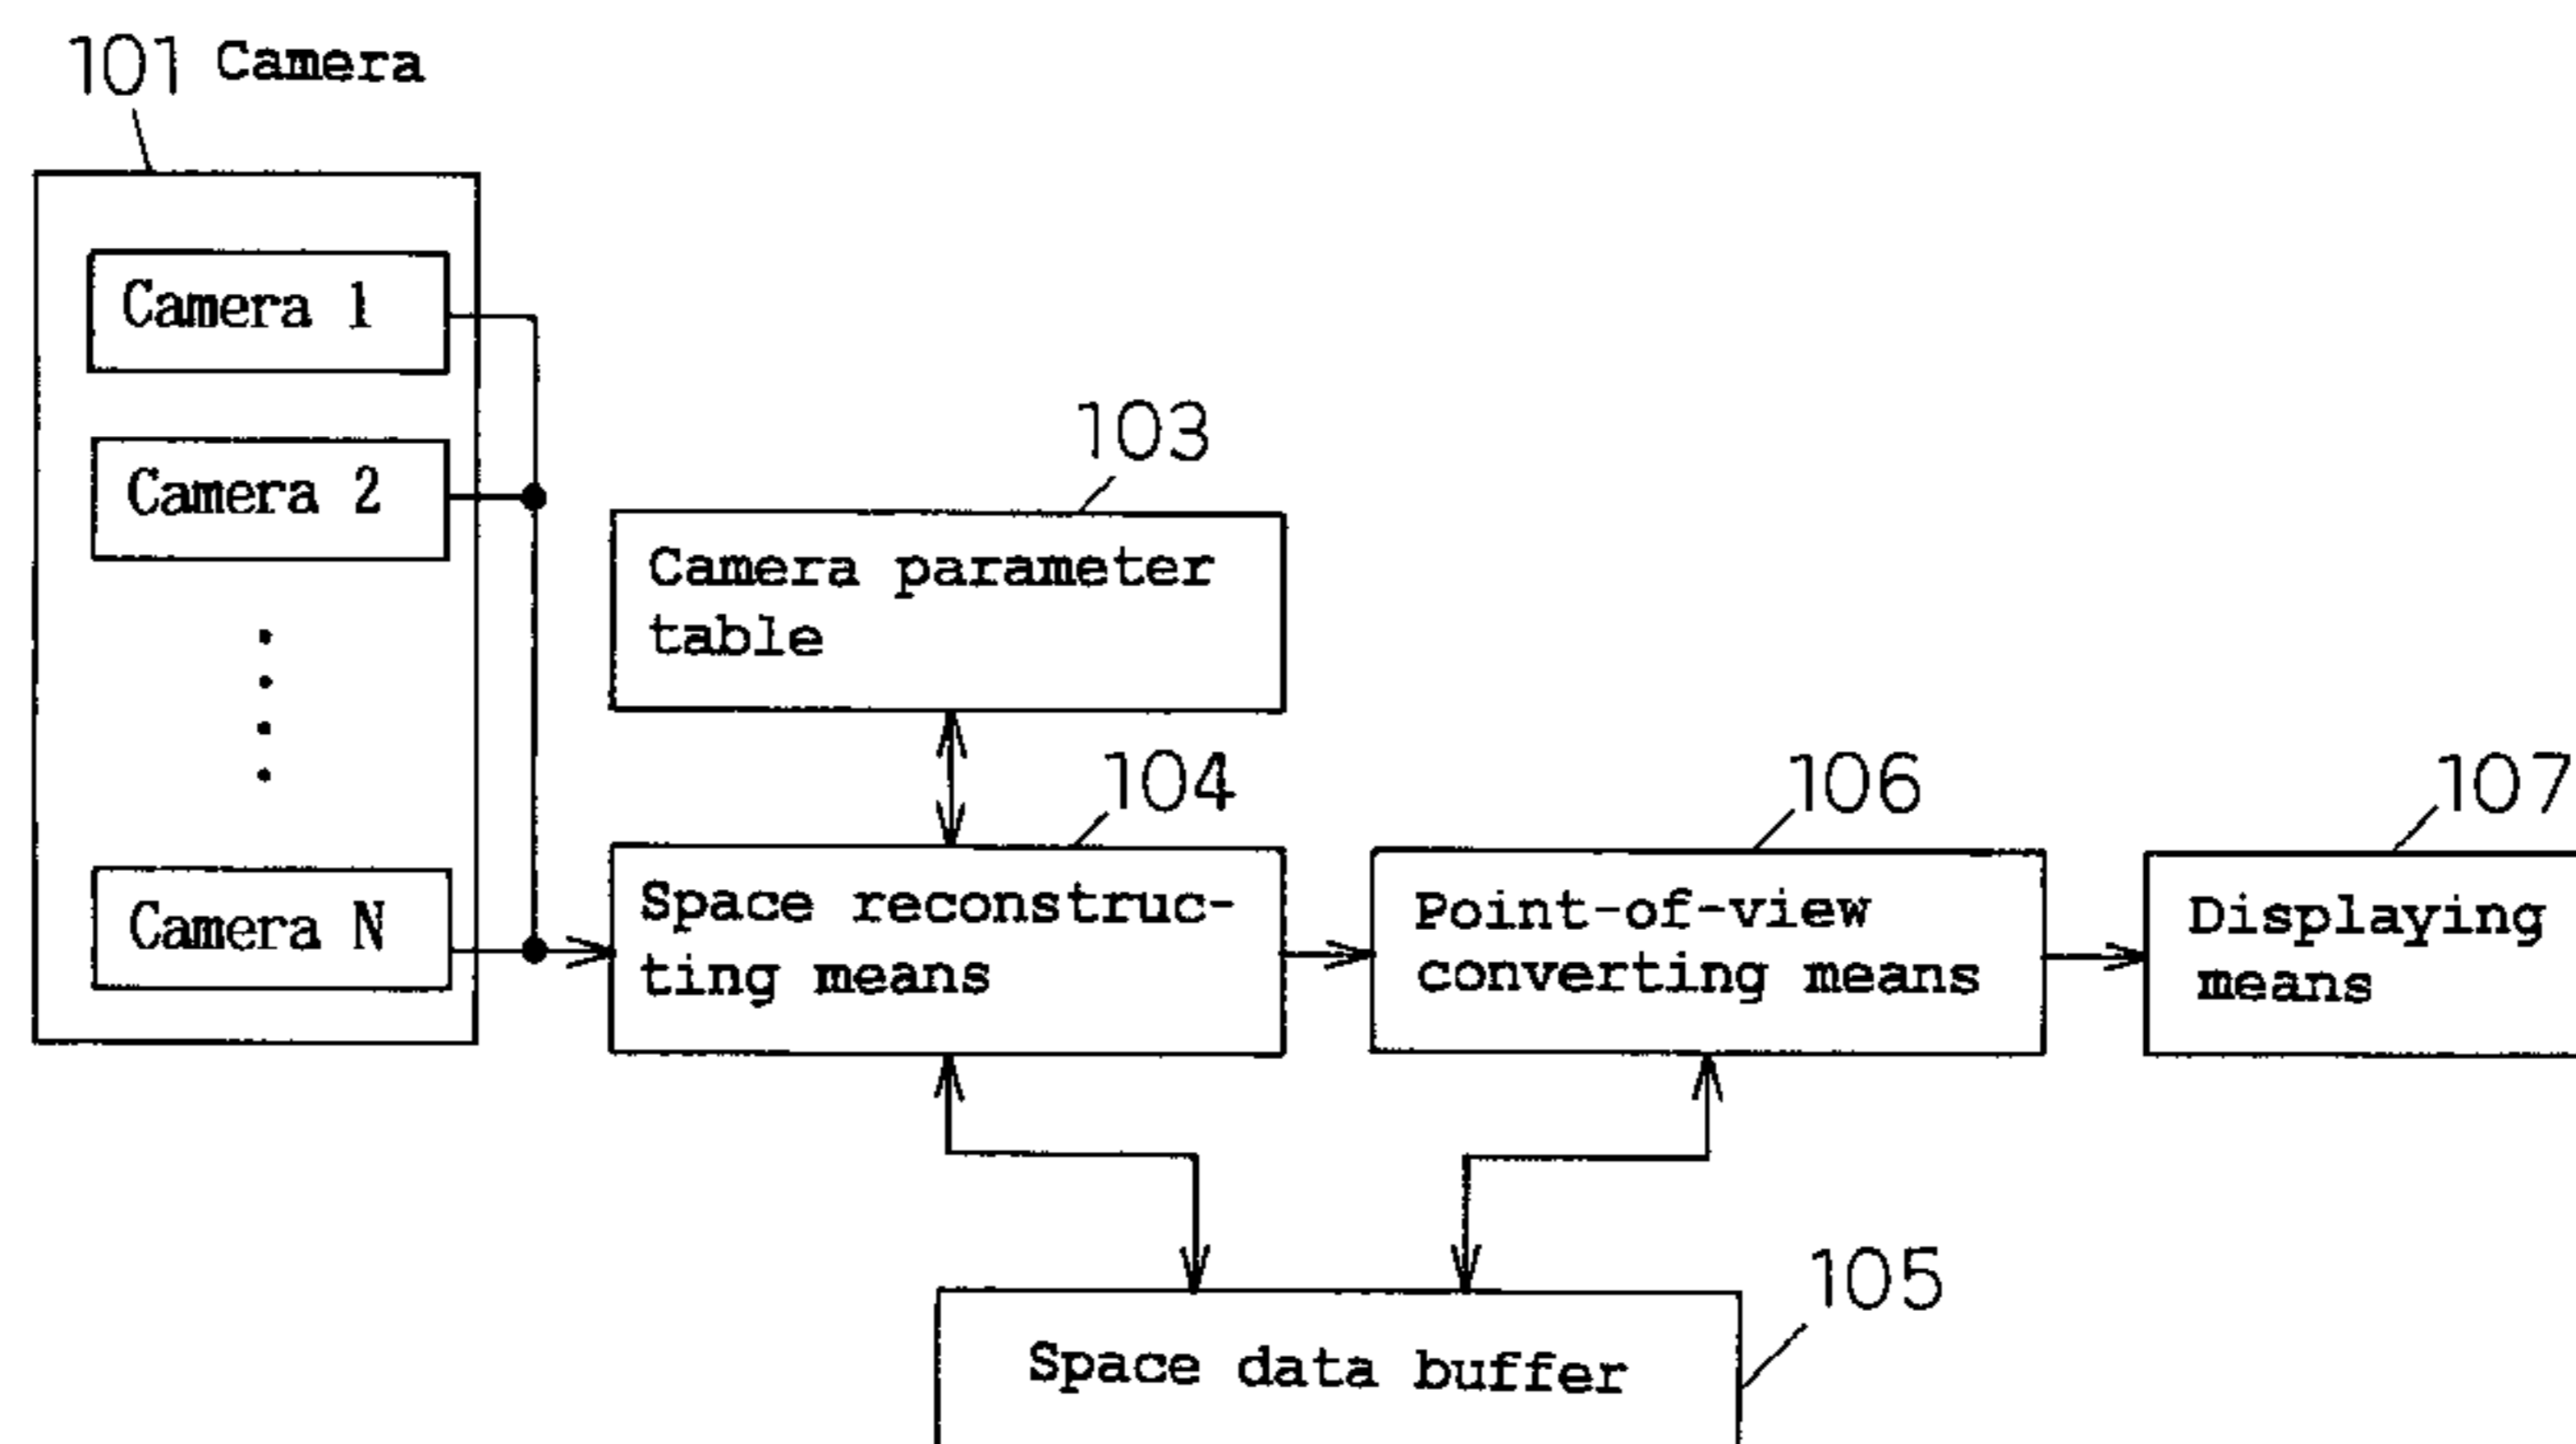 101 Camera
Camera 1
Camera 2
Camera N
103
Camera parameter
table
104
Space reconstruc-
ting means
106
Point-of-view
converting means
107
Displaying
means
105
Space data buffer